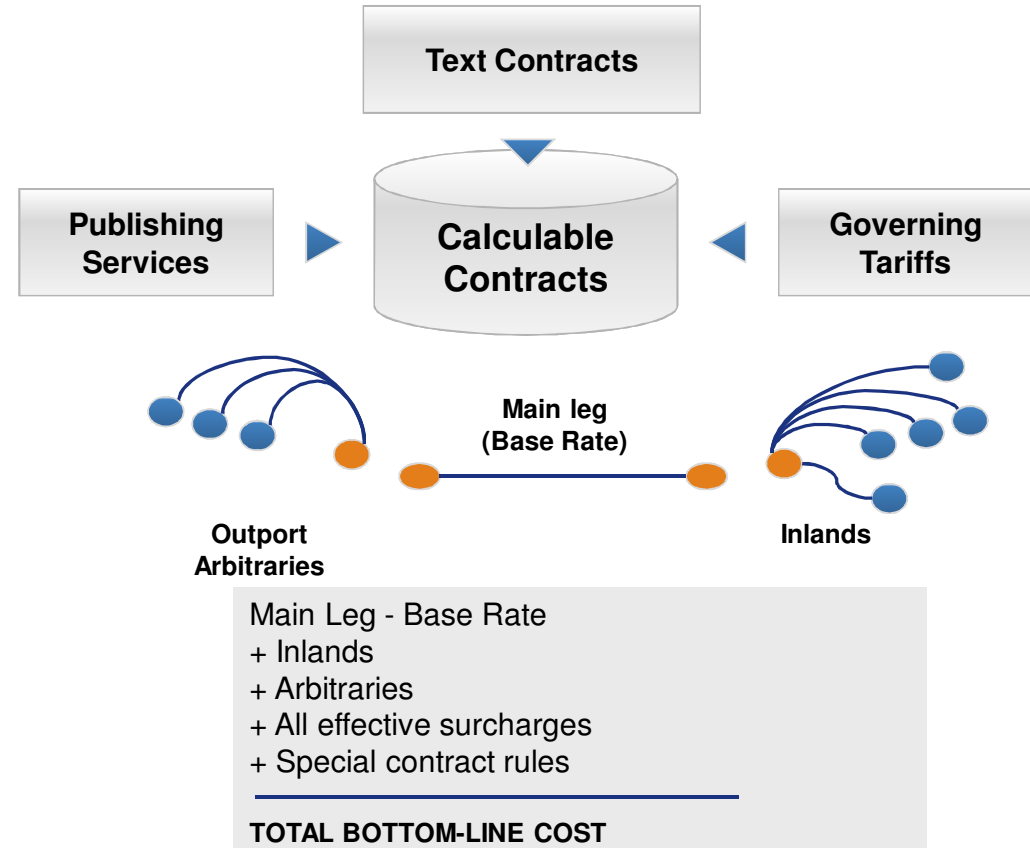 Text Contracts
Publishing
Services
Calculable
Contracts
Governing
Tariffs
Main leg
(Base Rate)
Outport
Arbitraries
Inlands
Main Leg - Base Rate
+ Inlands
+ Arbitraries
+ All effective surcharges
+ Special contract rules
TOTAL BOTTOM-LINE COST